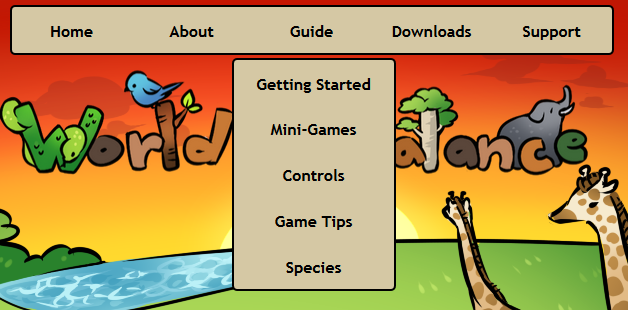 Home About Guide Downloads Support
Getting Started
Mini-Games
Controls
Game Tips
Species
World alance